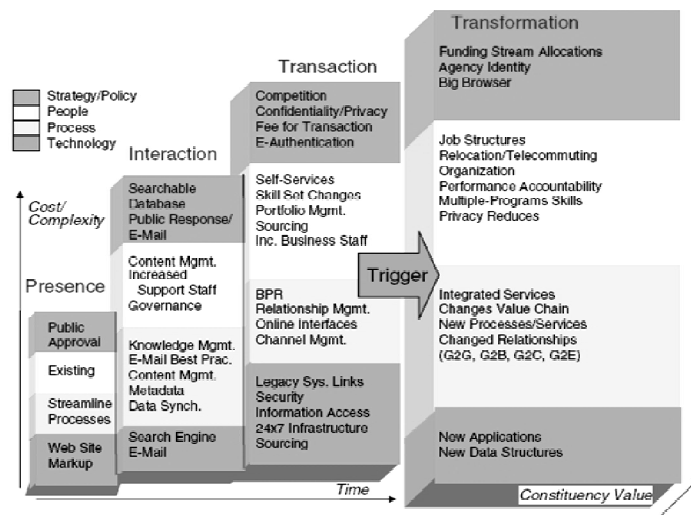 Transformation
Funding Stream Allocations
Agency Identity
Big Browser
Job Structures
Relocation/Telecommuting
Organization
Performance Accountability
Multiple-Programs Skills
Privacy Reduces
Integrated Services
Changes Value Chain
New Processes/Services
Changed Relationships
(G2G, G2B, G2C, G2E)
New Applications
New Data Structures
Transaction
Competition
Confidentiality/Privacy
Fee for Transaction
E-Authentication
Self-Services
Skill Set Changes
Portfolio Mgmt.
Sourcing
Inc. Business Staff
BPR
Relationship Mgmt.
Online Interfaces
Channel Mgmt.
Legacy Sys. Links
Security
Information Access
24x7 Infrastructure
Sourcing
Trigger
Strategy/Policy
People
Process
Technology
Interaction
Searchable
Database
Public Response/
E-Mail
Content Mgmt.
Increased
Support Staff
Governance
Knowledge Mgmt.
E-Mail Best Prac.
Content Mgmt.
Metadata
Data Synch.
Search Engine
E-Mail
Cost/
Complexity
Presence
Public
Approval
Existing
Streamline
Processes
Web Site
Markup
Time
Constituency Value